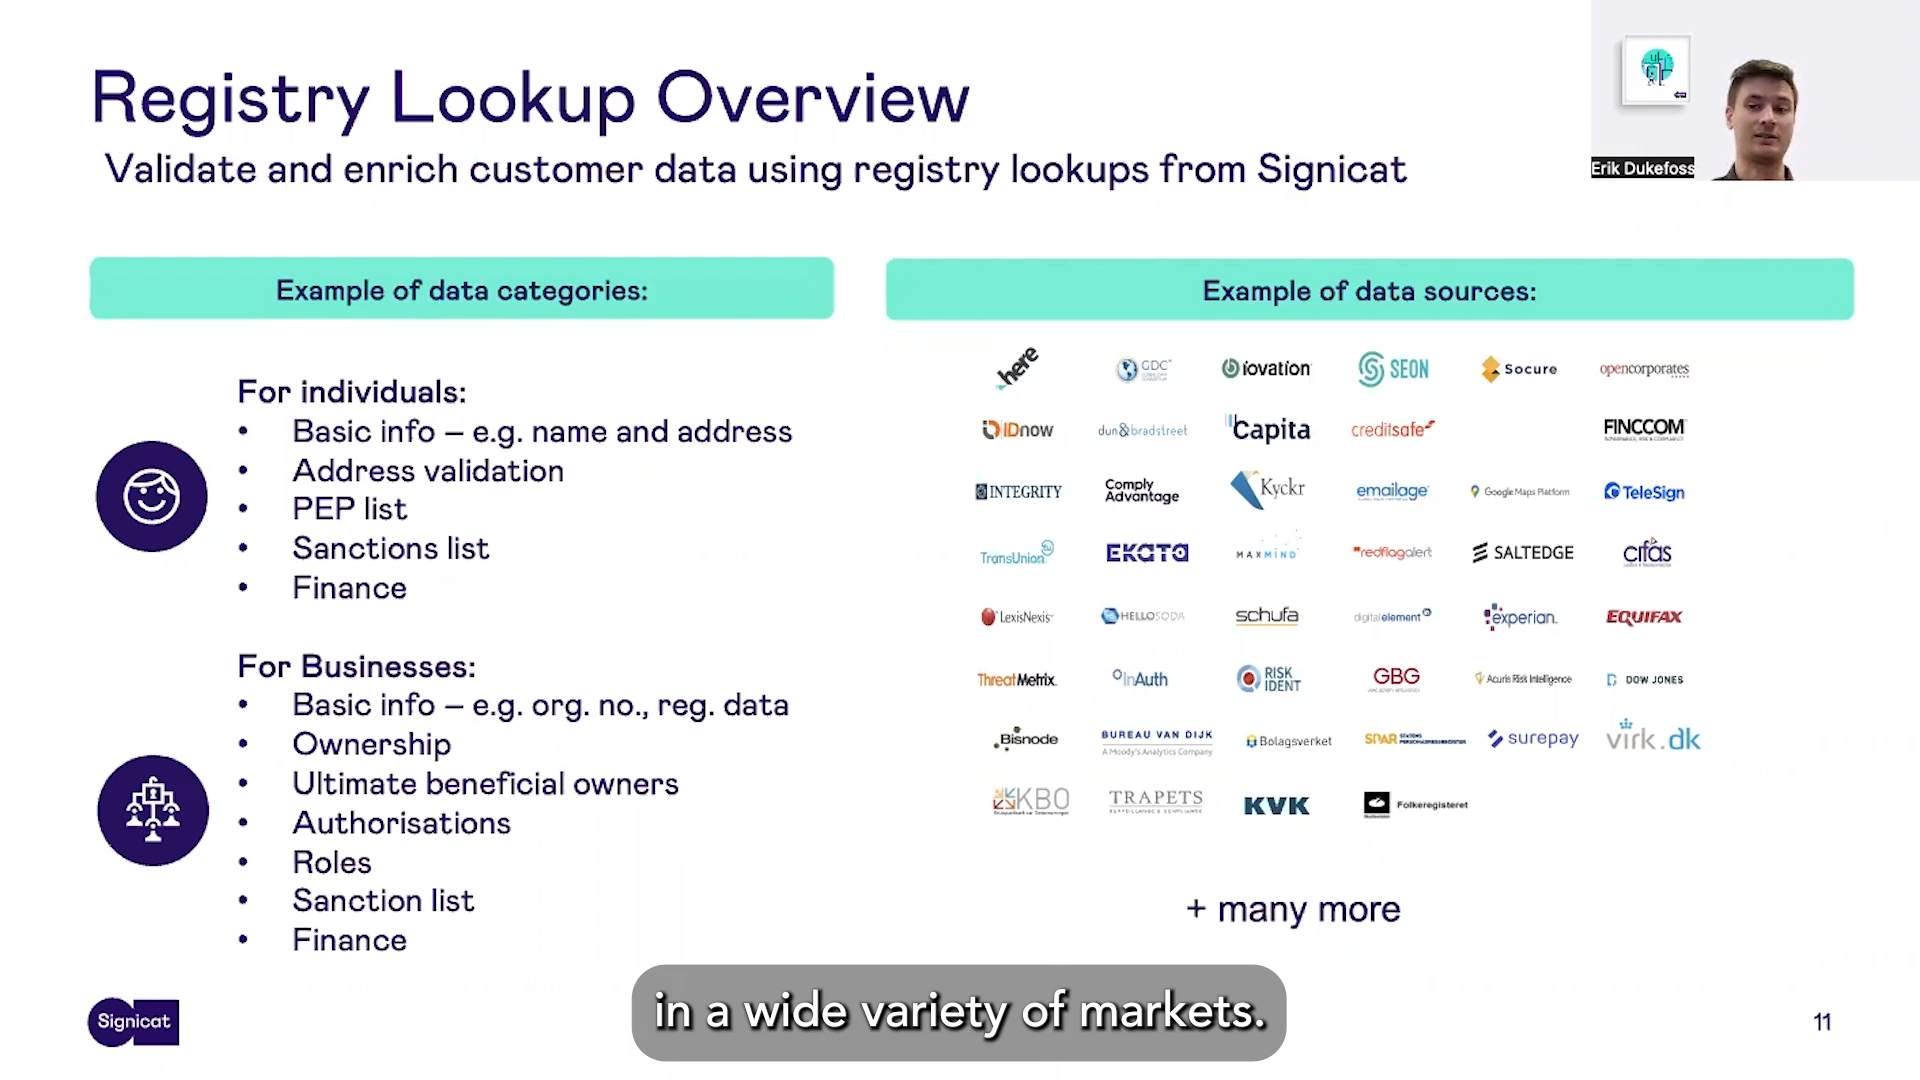 Registry Lookup Overview
Validate and enrich customer data using registry lookups from Signicat
Erik Dukefoss
Example of data categories:
For individuals:
• Basic info – e.g. name and address
• Address validation
• PEP list
• Sanctions list
• Finance
For Businesses:
• Basic info – e.g. org. no., reg. data
• Ownership
• Ultimate beneficial owners
• Authorisations
• Roles
• Sanction list
• Finance
Example of data sources:
here GDC iovation SEON Socure opencorporates
IDnow dun&bradstreet Capita creditsafe FINCCOM
INTEGRITY Comply Advantage Kyckr emailage Google Maps Platform TeleSign
TransUnion tu EKATA MAXMIND redflagalert SALTEDGE cifas
LexisNexis HELLOSODA schufa digitalelement experian. EQUIFAX
ThreatMetrix InAuth RISK IDENT GBG Acuris Risk Intelligence DOW JONES
Bisnode BUREAU VAN DIJK A Moody's Analytics Company Bolagsverket SPAR STATENS PERSONADRESSREGISTER surepay virk.dk
KBO TRAPETS KVK Folkeregisteret
+ many more
in a wide variety of markets.
Signicat
11